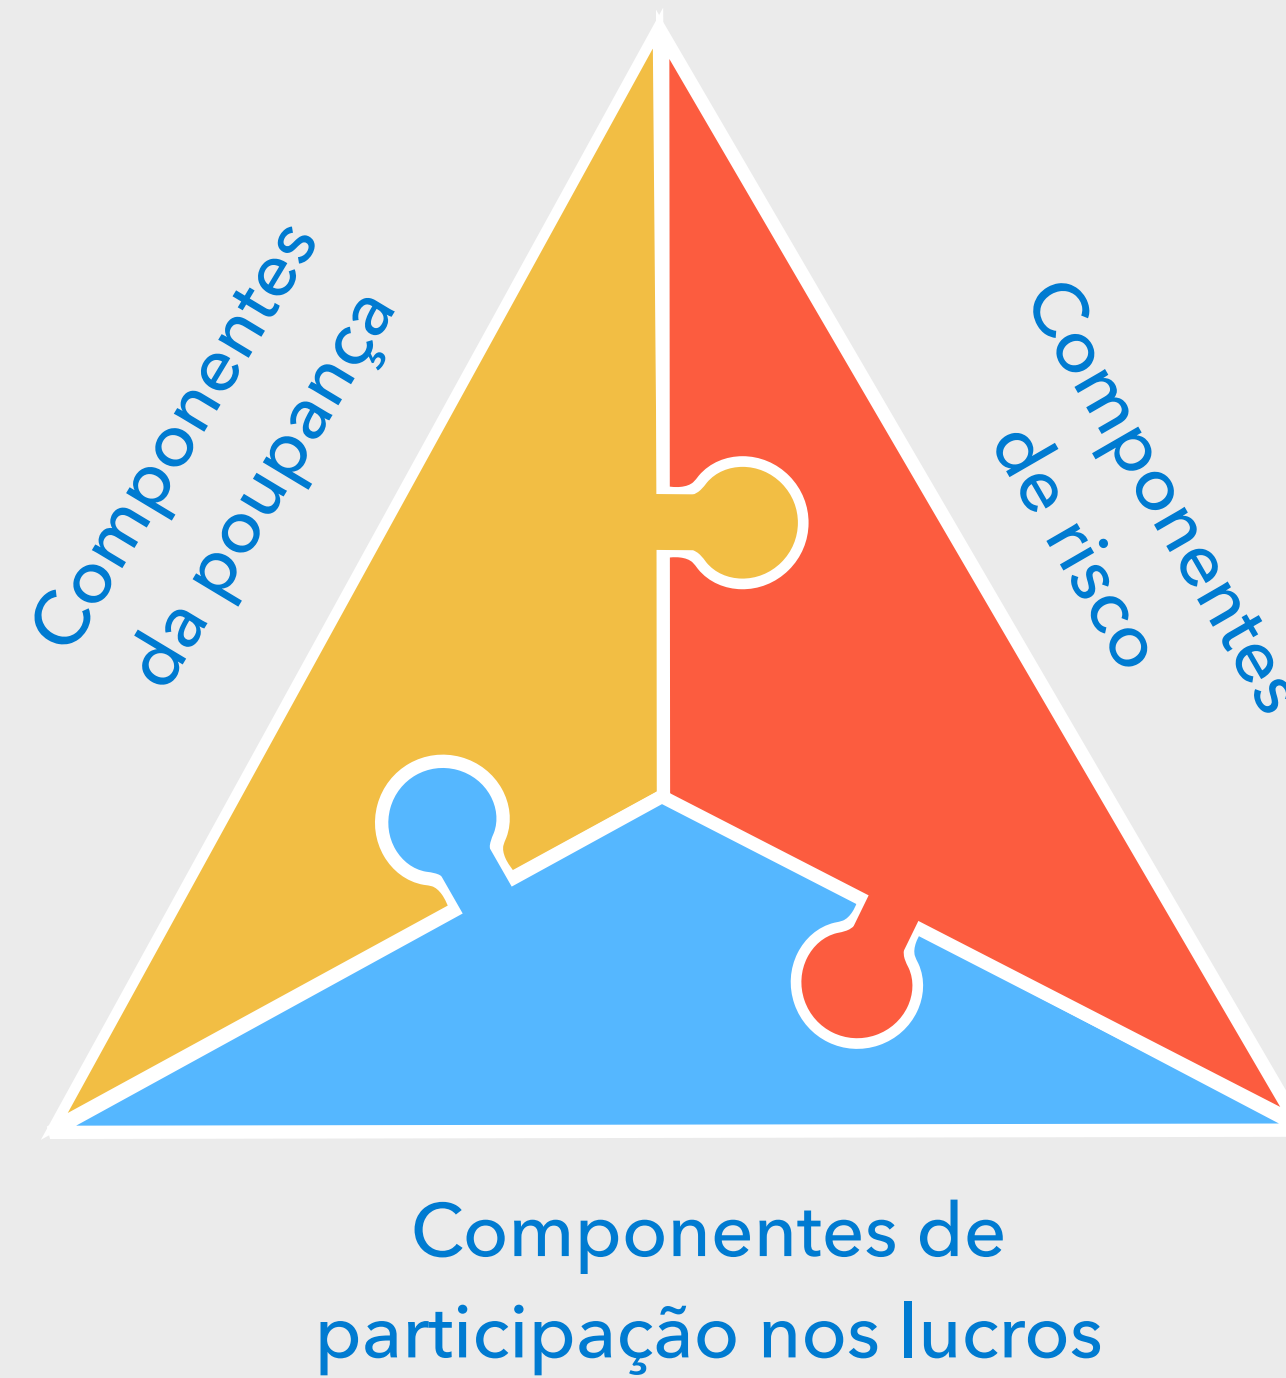 Componentes
da poupança
Componentes
de risco
Componentes de
participação nos lucros